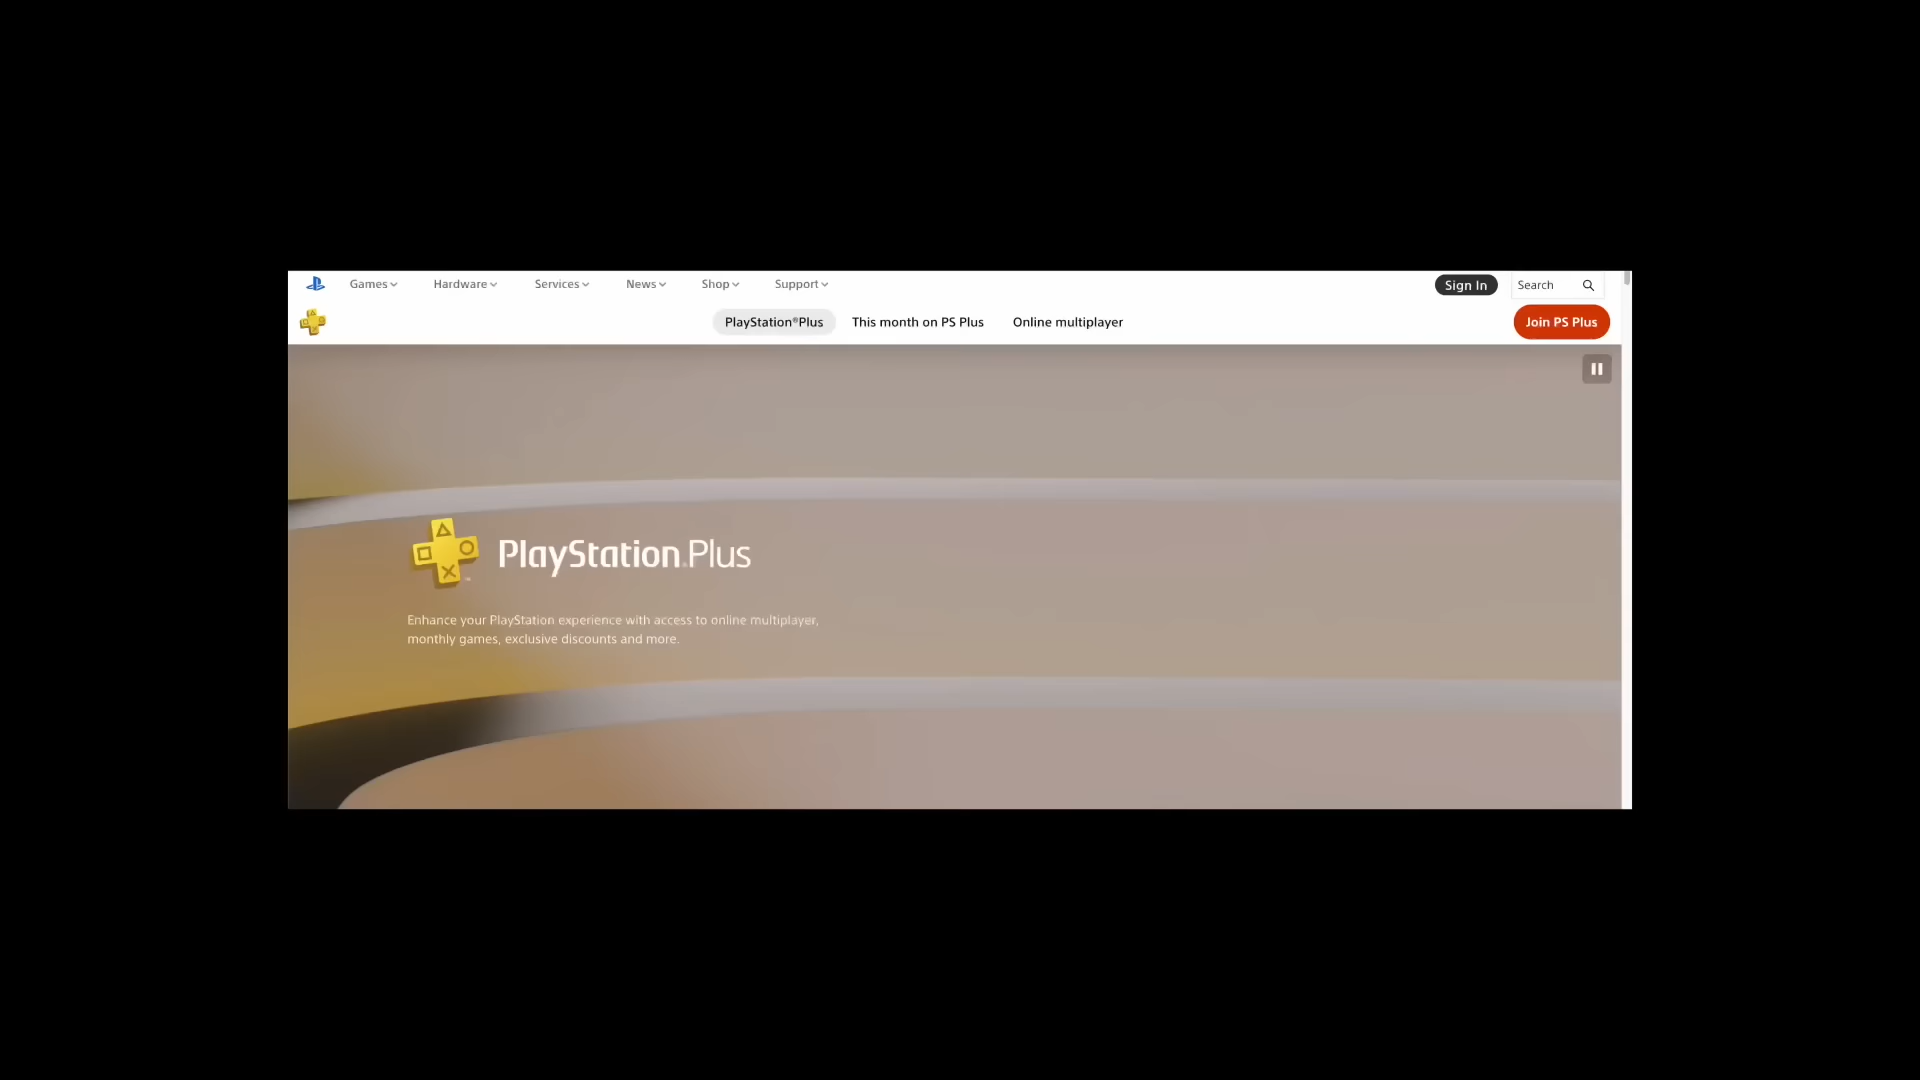 Games Hardware Services News Shop Support Sign In Search
PlayStation®Plus This month on PS Plus Online multiplayer Join PS Plus
PlayStation.Plus
Enhance your PlayStation experience with access to online multiplayer,
monthly games, exclusive discounts and more.